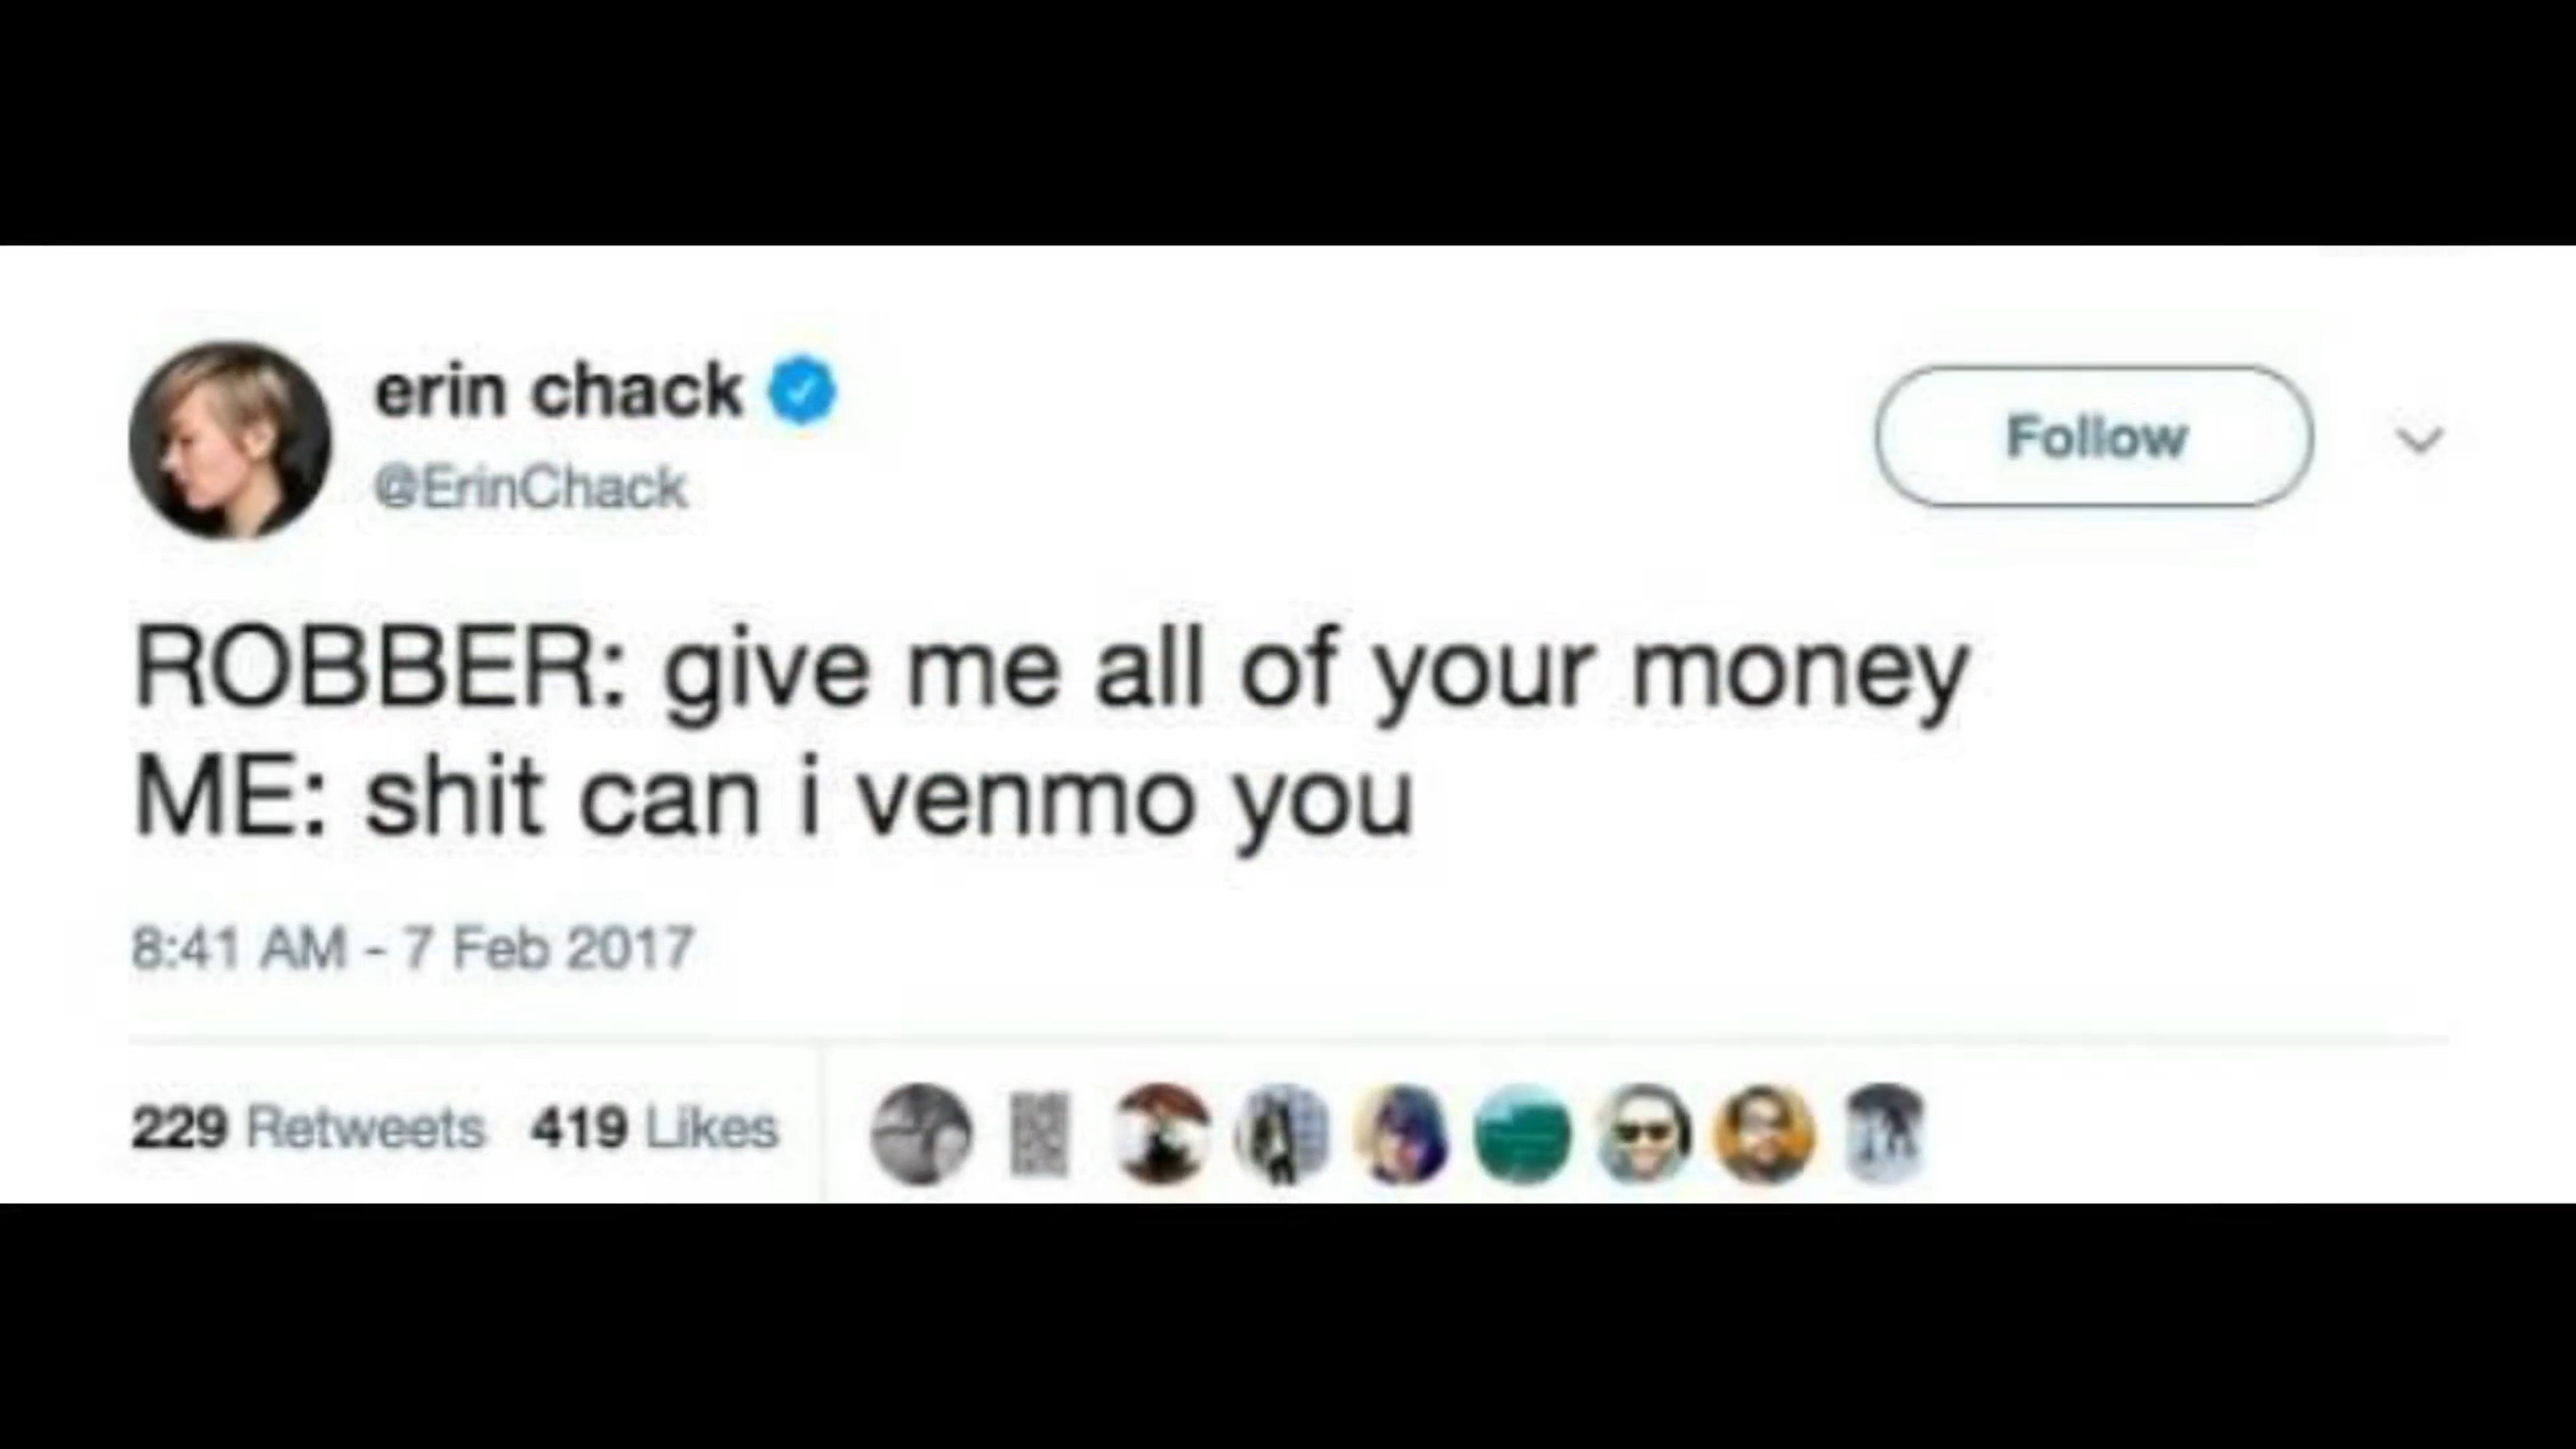 erin chack
@ErinChack
Follow
ROBBER: give me all of your money
ME: shit can i venmo you
8:41 AM - 7 Feb 2017
229 Retweets 419 Likes